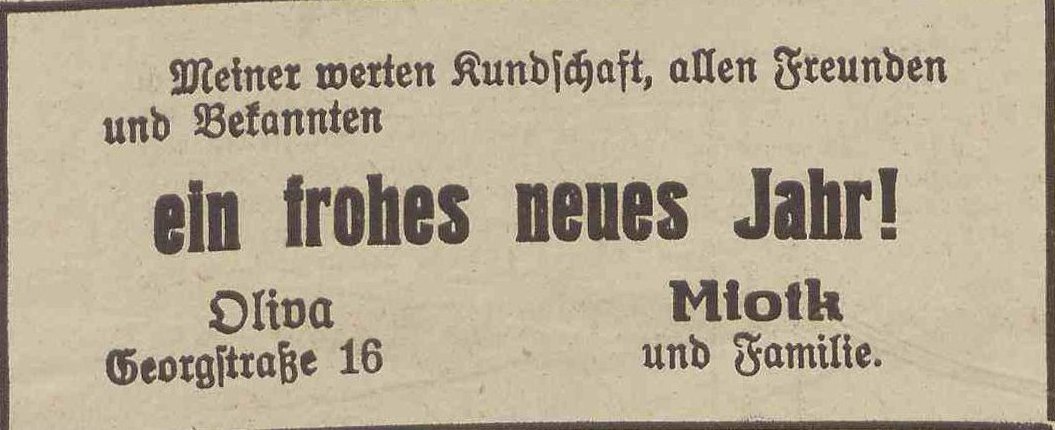 Meiner werten Kundschaft, allen Freunden
und Bekannten
ein frohes neues Jahr!
Oliva
Georgstraße 16
Miotk
und Familie.